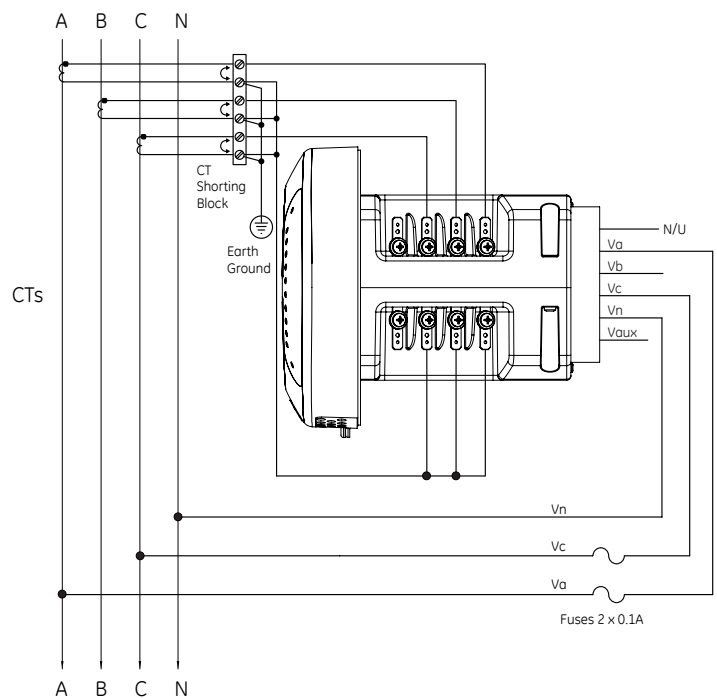 A B C N
CT
Shorting
Block
Earth
Ground
N/U
Va
Vb
Vc
Vn
Vaux
CTs
Vn
Vc
Va
Fuses 2 x 0.1A
A B C N